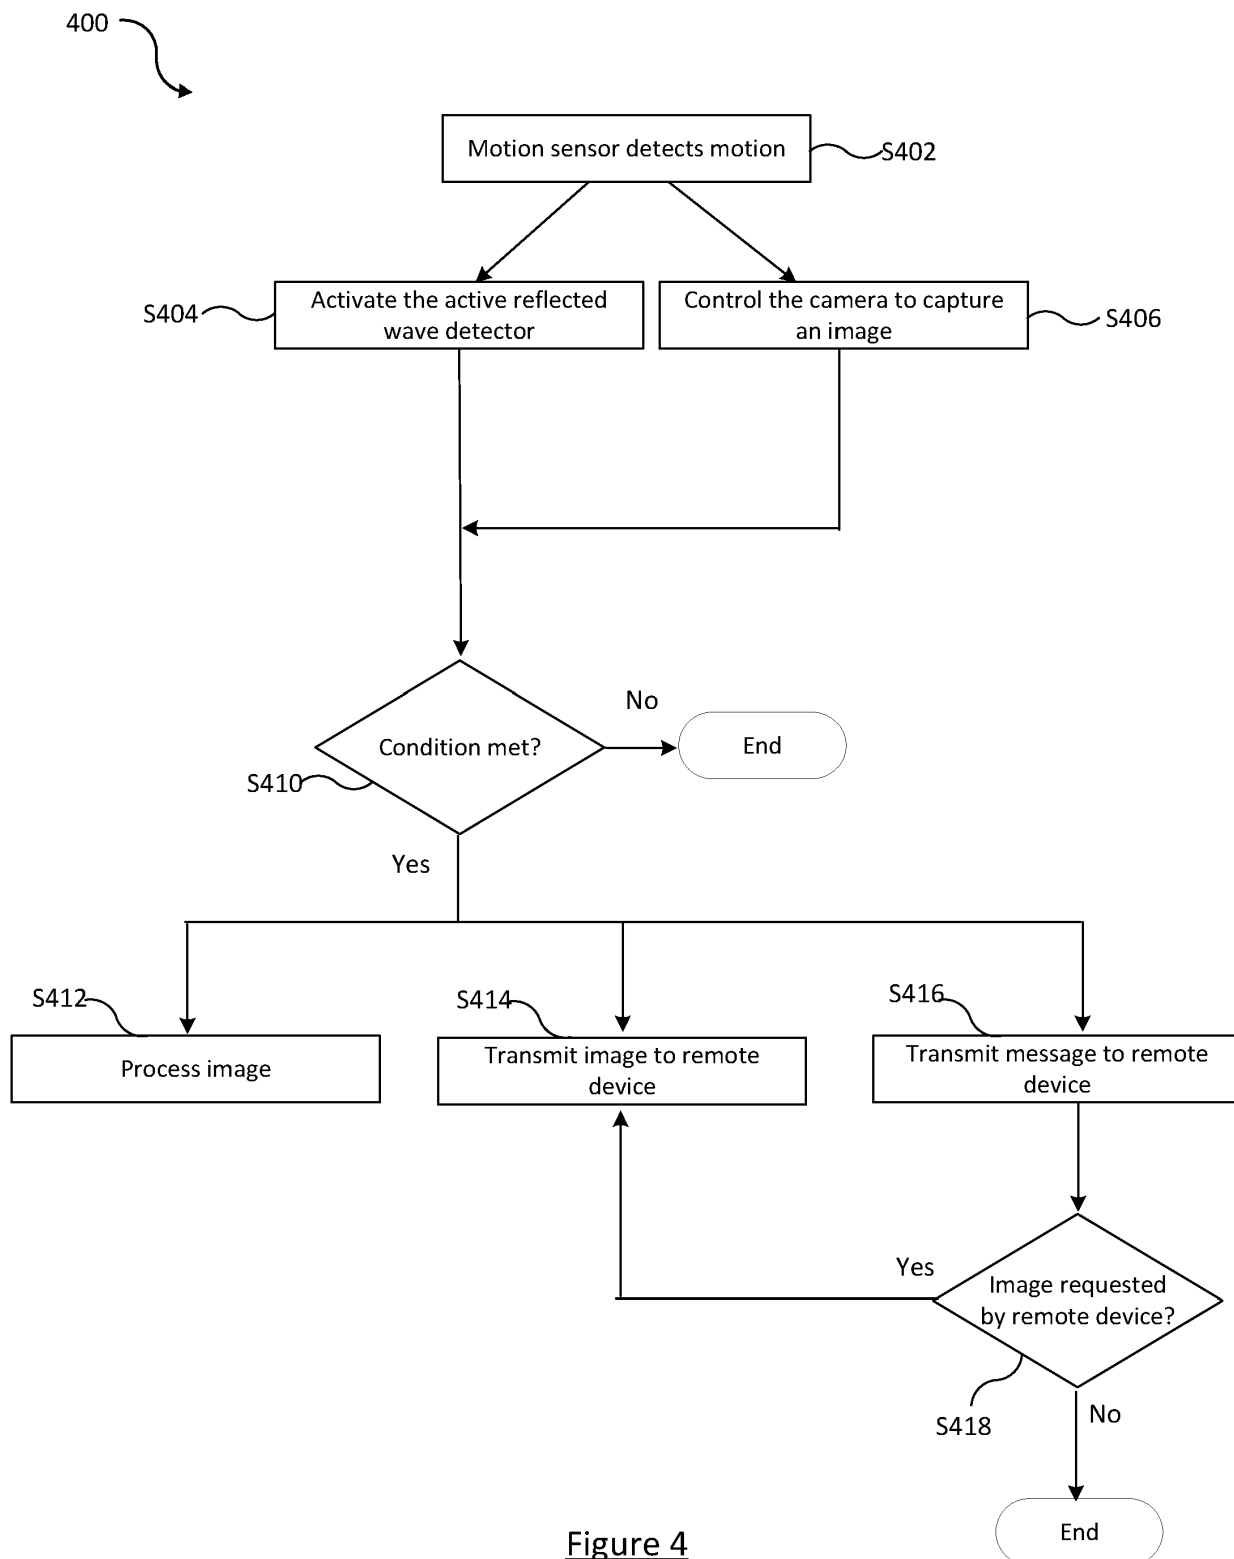 400
Motion sensor detects motion
S402
S404
Activate the active reflected
wave detector
Control the camera to capture
an image
S406
Condition met?
No
End
S410
Yes
S412
S414
S416
Process image
Transmit image to remote
device
Transmit message to remote
device
Yes
Image requested
by remote device?
S418
No
End
Figure 4